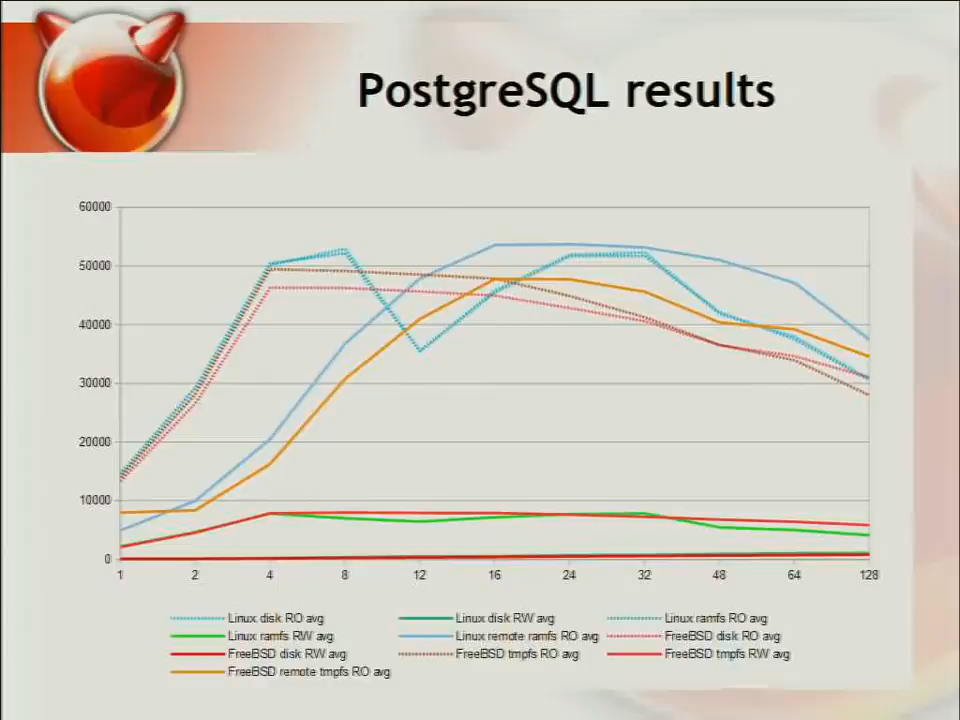 PostgreSQL results
60000
50000
40000
30000
20000
10000
0
1 2 4 8 12 16 24 32 48 64 128
Linux disk RO avg Linux disk RW avg Linux ramfs RO avg
Linux ramfs RW avg Linux remote ramfs RO avg FreeBSD disk RO avg
FreeBSD disk RW avg FreeBSD tmpfs RO avg FreeBSD tmpfs RW avg
FreeBSD remote tmpfs RO avg